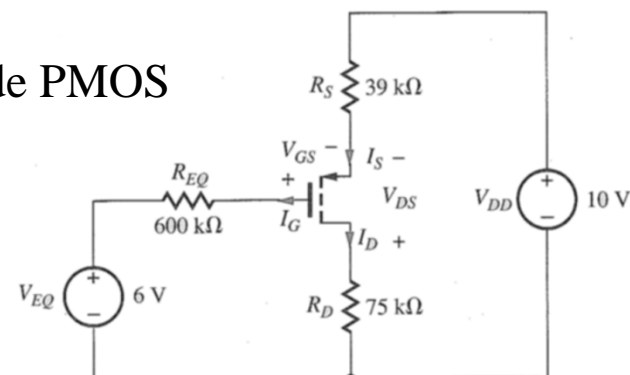 de PMOS
R_S 39 kΩ
V_GS − I_S −
R_EQ +
V_DS V_DD + 10 V
−
600 kΩ I_G
I_D +
V_EQ + 6 V
−
R_D 75 kΩ